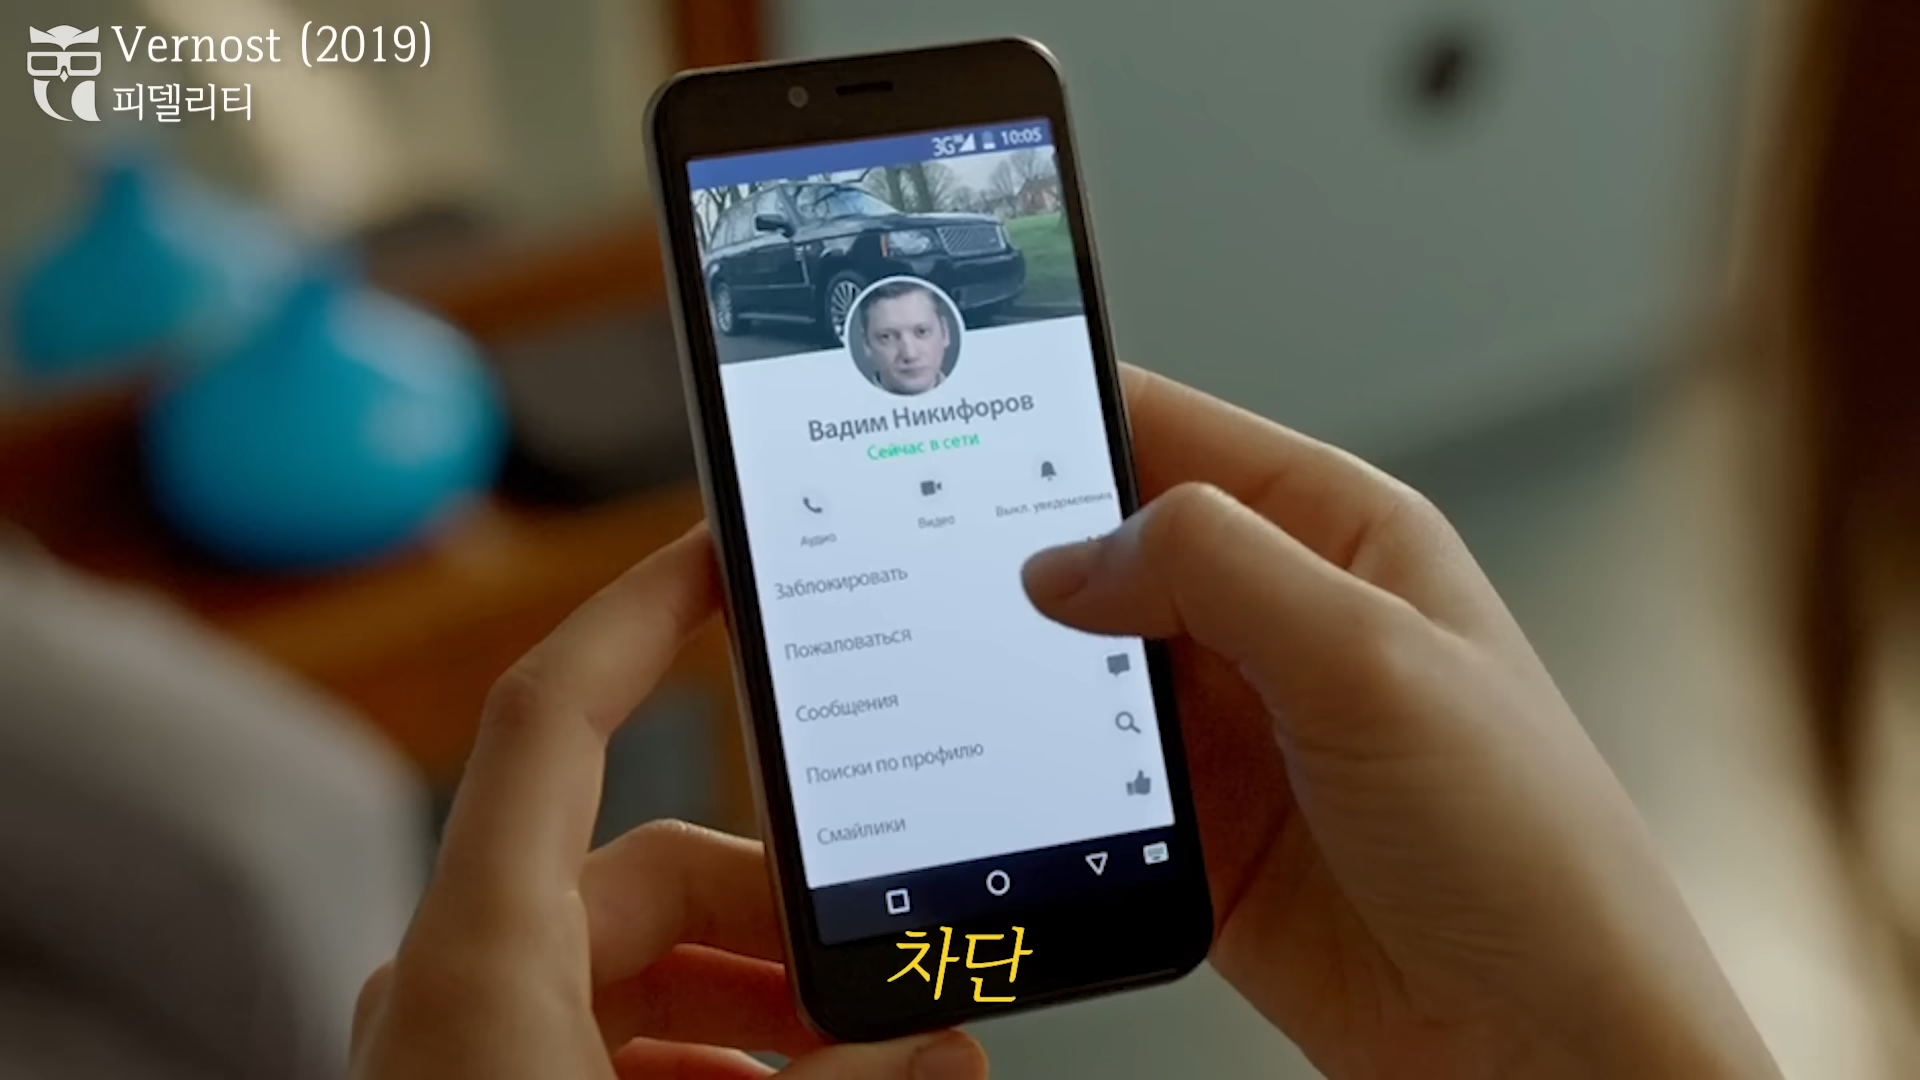 Vernost (2019)
피델리티
3G 10:05
Вадим Никифоров
Сейчас в сети
Аудио
Видео
Выкл. уведомления
Заблокировать
Пожаловаться
Сообщения
Поиски по профилю
Смайлики
차단